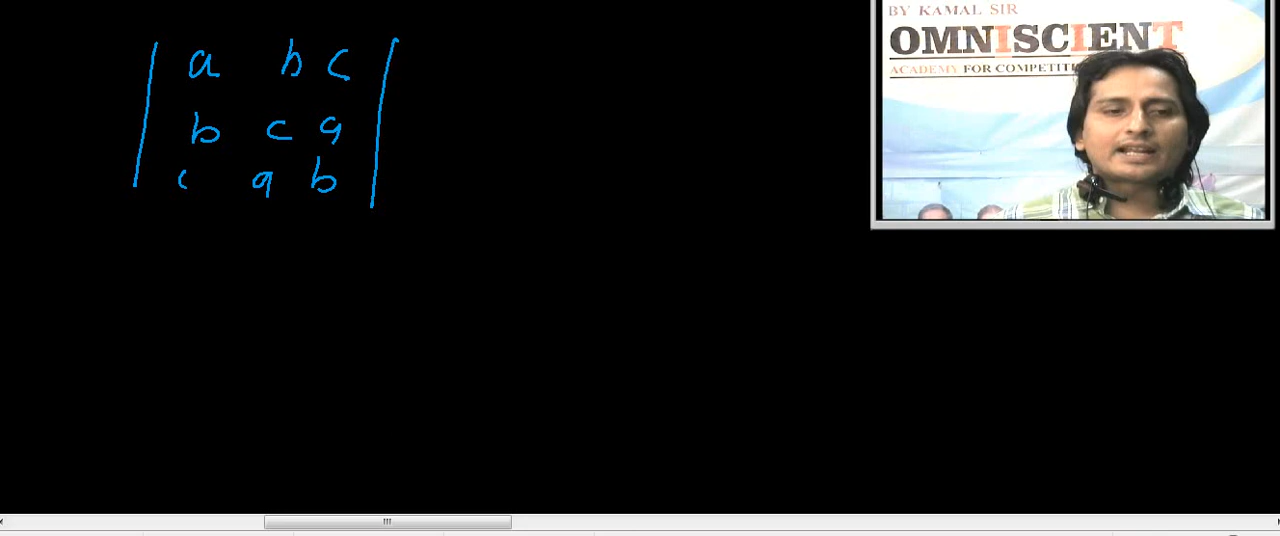 BY KAMAL SIR
OMNISCIENT
ACADEMY FOR COMPETITI
a b c
b c a
c a b